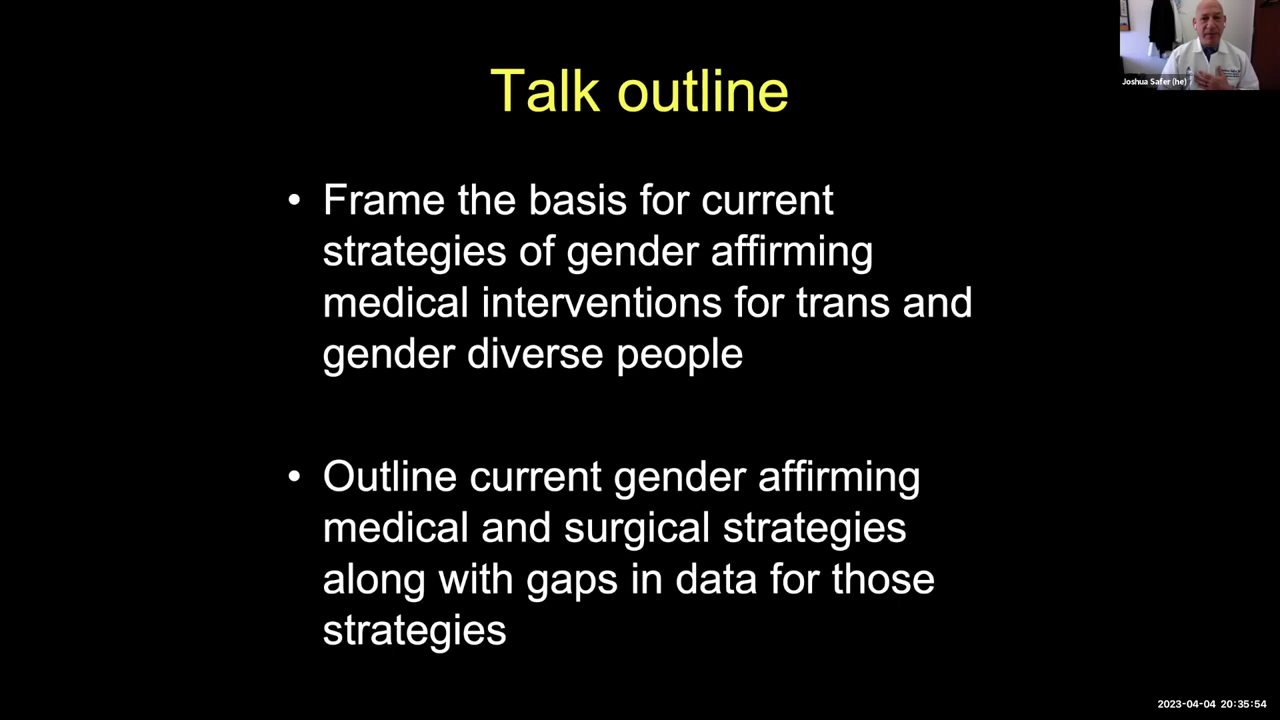 Joshua Safer (he)
Talk outline
• Frame the basis for current
strategies of gender affirming
medical interventions for trans and
gender diverse people
• Outline current gender affirming
medical and surgical strategies
along with gaps in data for those
strategies
2023-04-04 20:35:54